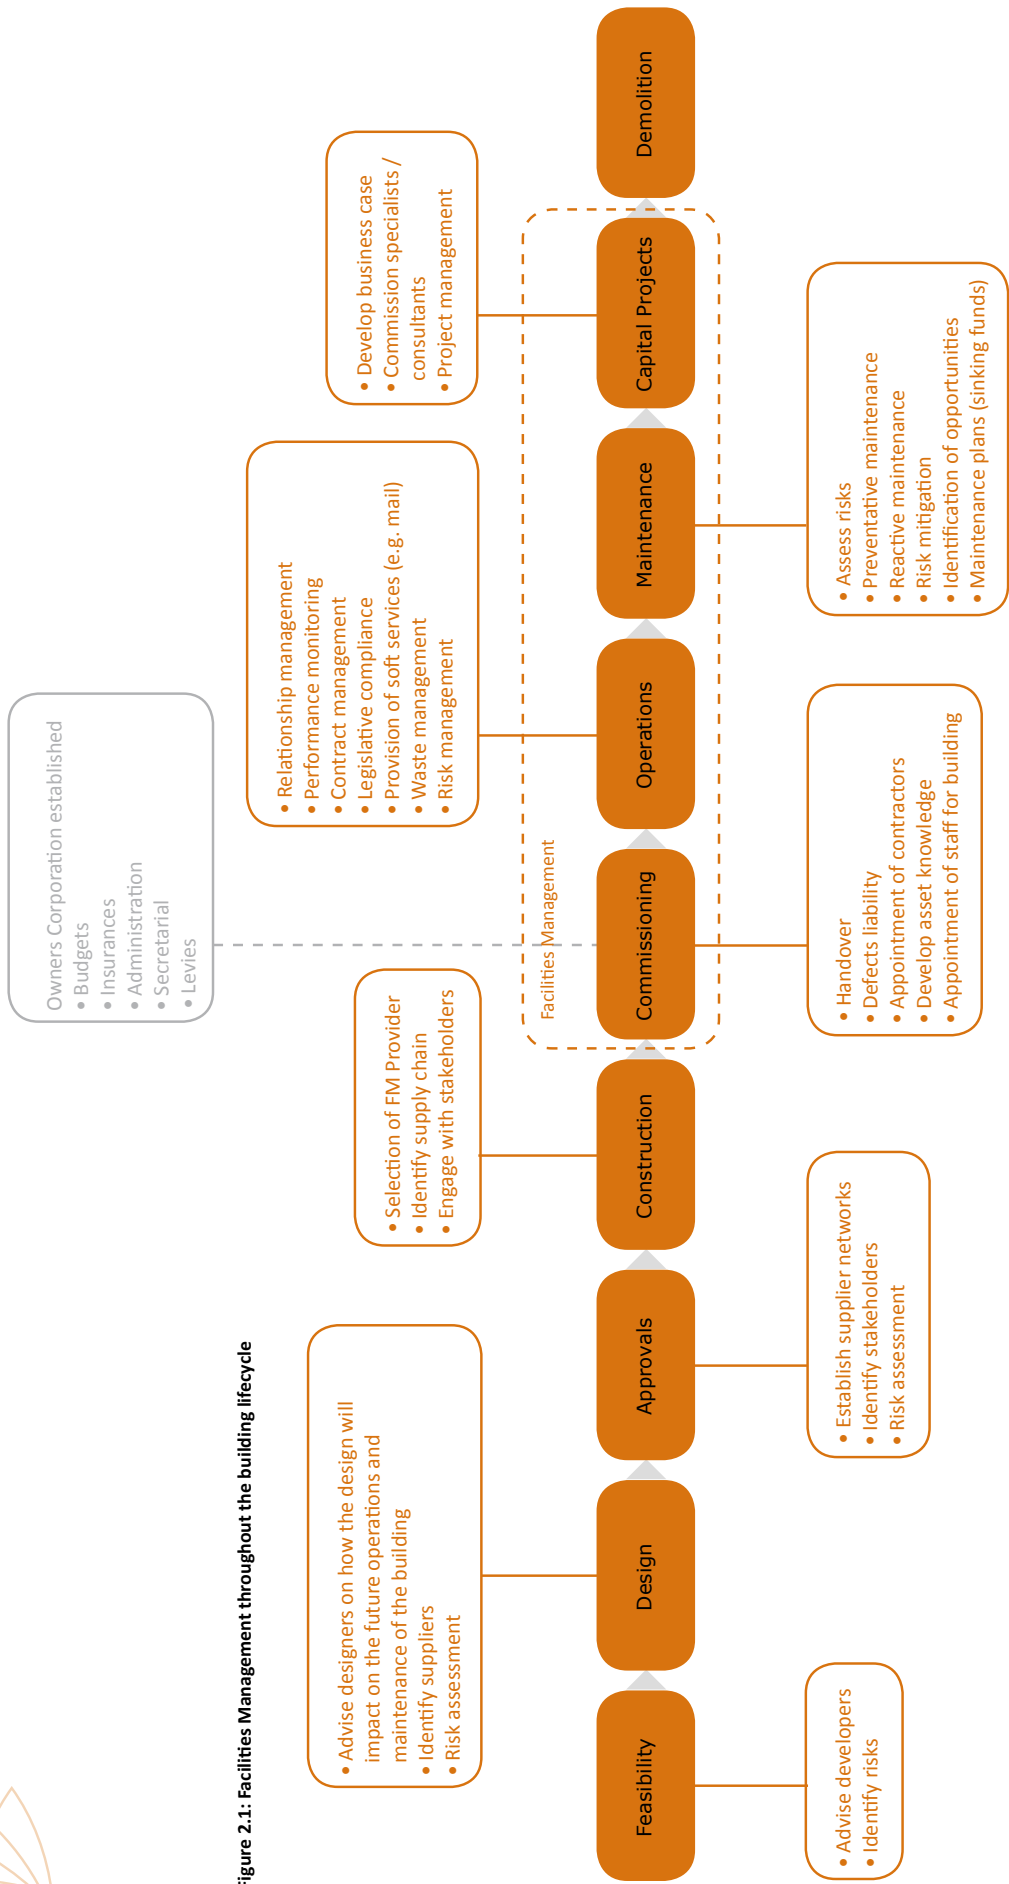 Figure 2.1: Facilities Management throughout the building lifecycle
Owners Corporation established
• Budgets
• Insurances
• Administration
• Secretarial
• Levies
• Advise designers on how the design will
impact on the future operations and
maintenance of the building
• Identify suppliers
• Risk assessment
• Selection of FM Provider
• Identify supply chain
• Engage with stakeholders
• Relationship management
• Performance monitoring
• Contract management
• Legislative compliance
• Provision of soft services (e.g. mail)
• Waste management
• Risk management
• Develop business case
• Commission specialists /
consultants
• Project management
Facilities Management
Feasibility
Design
Approvals
Construction
Commissioning
Operations
Maintenance
Capital Projects
Demolition
• Advise developers
• Identify risks
• Establish supplier networks
• Identify stakeholders
• Risk assessment
• Handover
• Defects liability
• Appointment of contractors
• Develop asset knowledge
• Appointment of staff for building
• Assess risks
• Preventative maintenance
• Reactive maintenance
• Risk mitigation
• Identification of opportunities
• Maintenance plans (sinking funds)